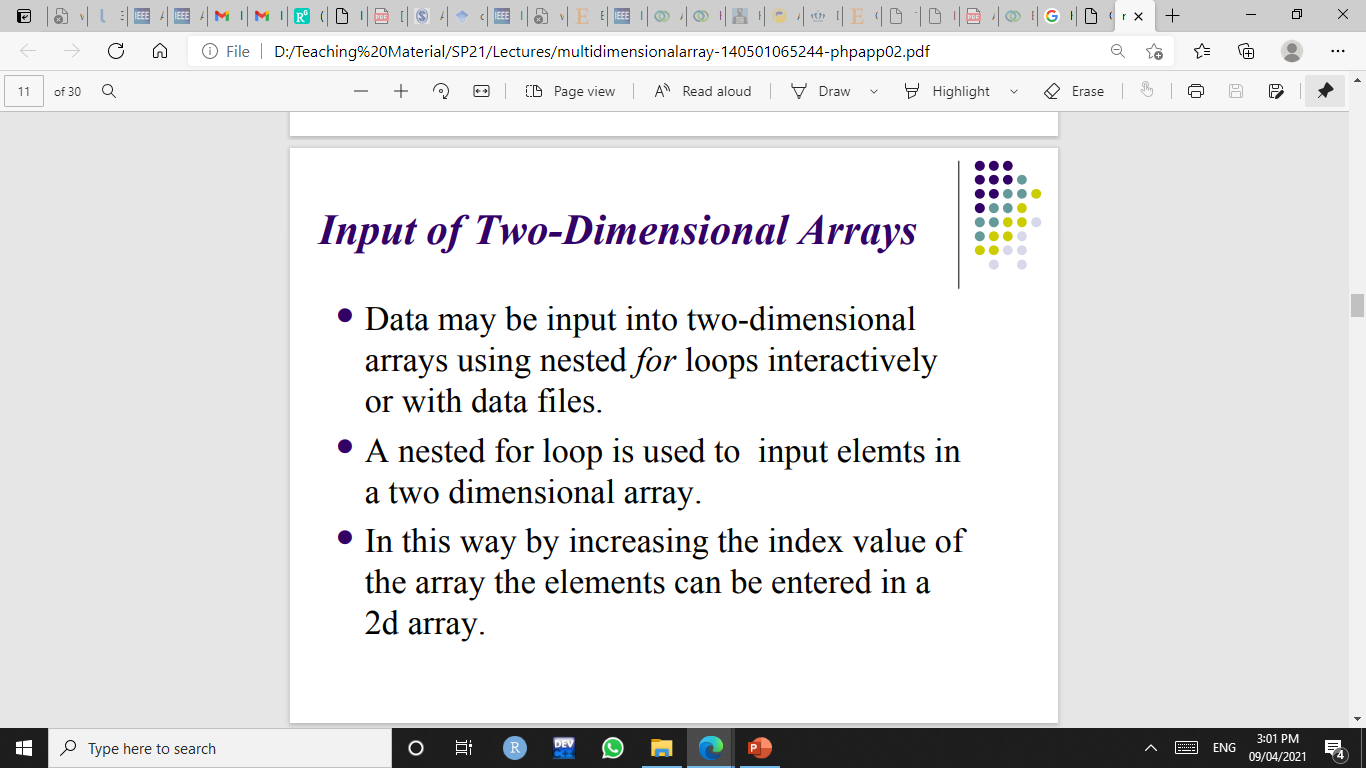 File
D:/Teaching%20Material/SP21/Lectures/multidimensionalarray-140501065244-phpapp02.pdf
11 of 30
Page view
Read aloud
Draw
Highlight
Erase
Input of Two-Dimensional Arrays
Data may be input into two-dimensional
arrays using nested for loops interactively
or with data files.
A nested for loop is used to  input elemts in
a two dimensional array.
In this way by increasing the index value of
the array the elements can be entered in a
2d array.
Type here to search
R
DEV
ENG
3:01 PM
09/04/2021
4